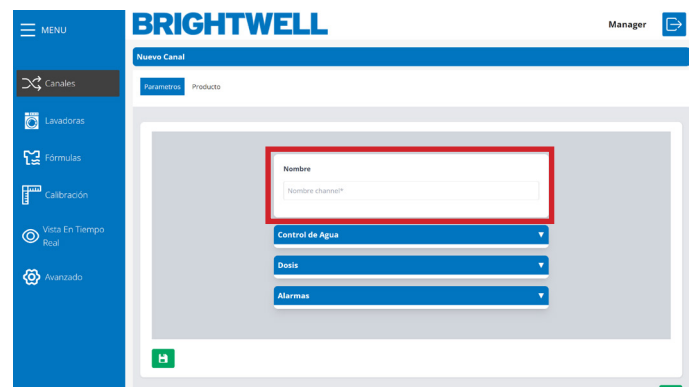 MENU
BRIGHTWELL
Manager
Nuevo Canal
Canales
Parametros Producto
Lavadoras
Fórmulas
Calibración
Vista En Tiempo
Real
Avanzado
Nombre
Nombre channel*
Control de Agua
Dosis
Alarmas